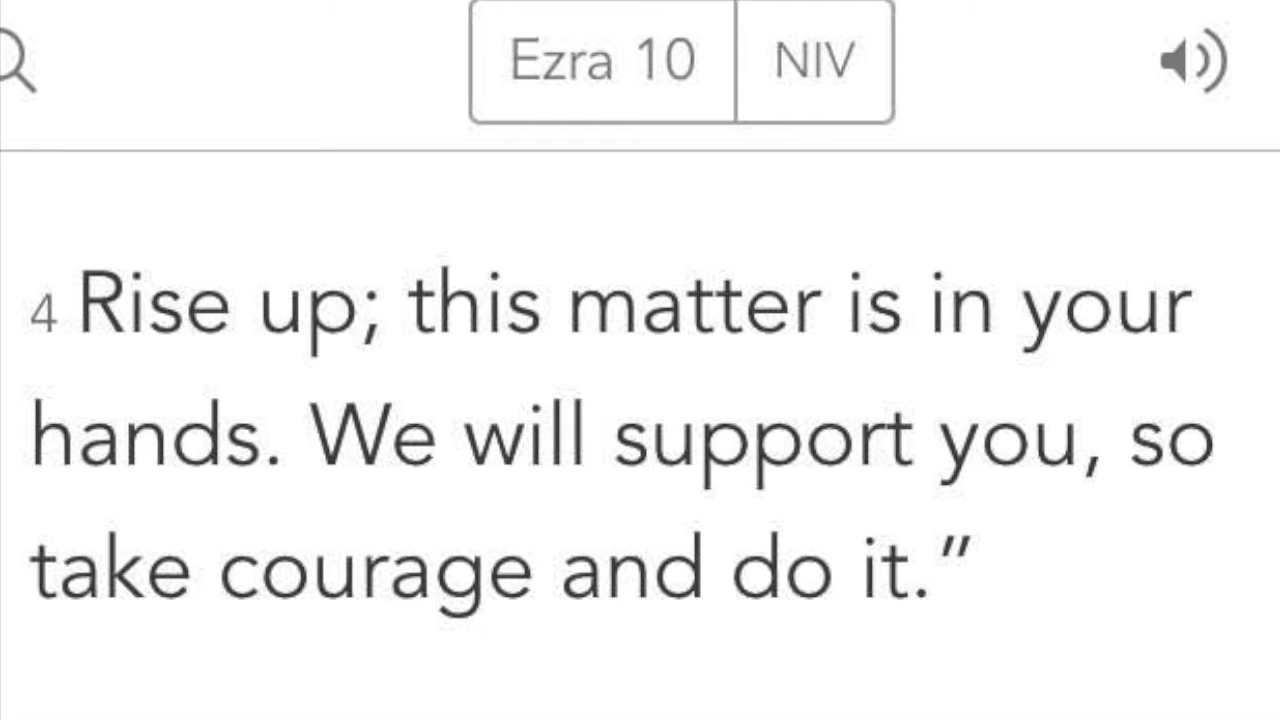 Ezra 10 NIV
4 Rise up; this matter is in your
hands. We will support you, so
take courage and do it.”